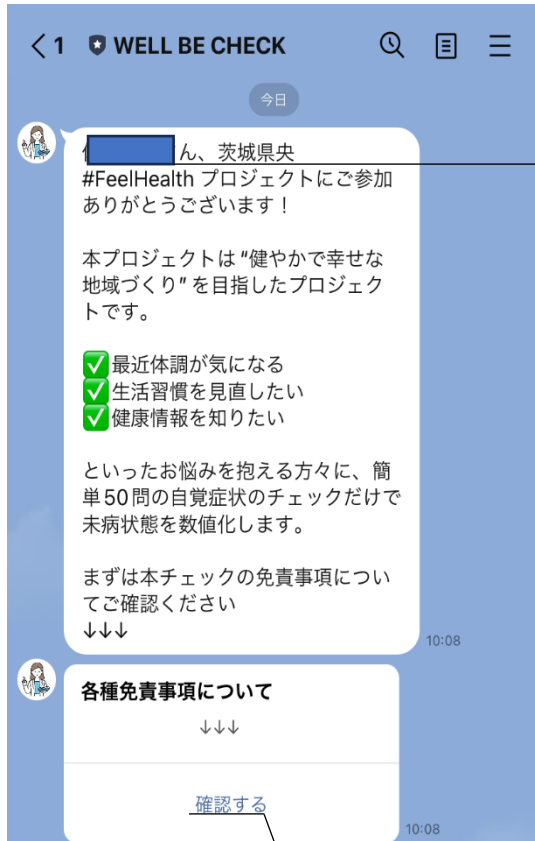 1 WELL BE CHECK
今日
ん、茨城県央
#FeelHealth プロジェクトにご参加
ありがとうございます！
本プロジェクトは “健やかで幸せな
地域づくり” を目指したプロジェク
トです。
✅最近体調が気になる
✅生活習慣を見直したい
✅健康情報を知りたい
といったお悩みを抱える方々に、簡
単50問の自覚症状のチェックだけで
未病状態を数値化します。
まずは本チェックの免責事項につい
てご確認ください
↓↓↓
10:08
各種免責事項について
↓↓↓
確認する
10:08